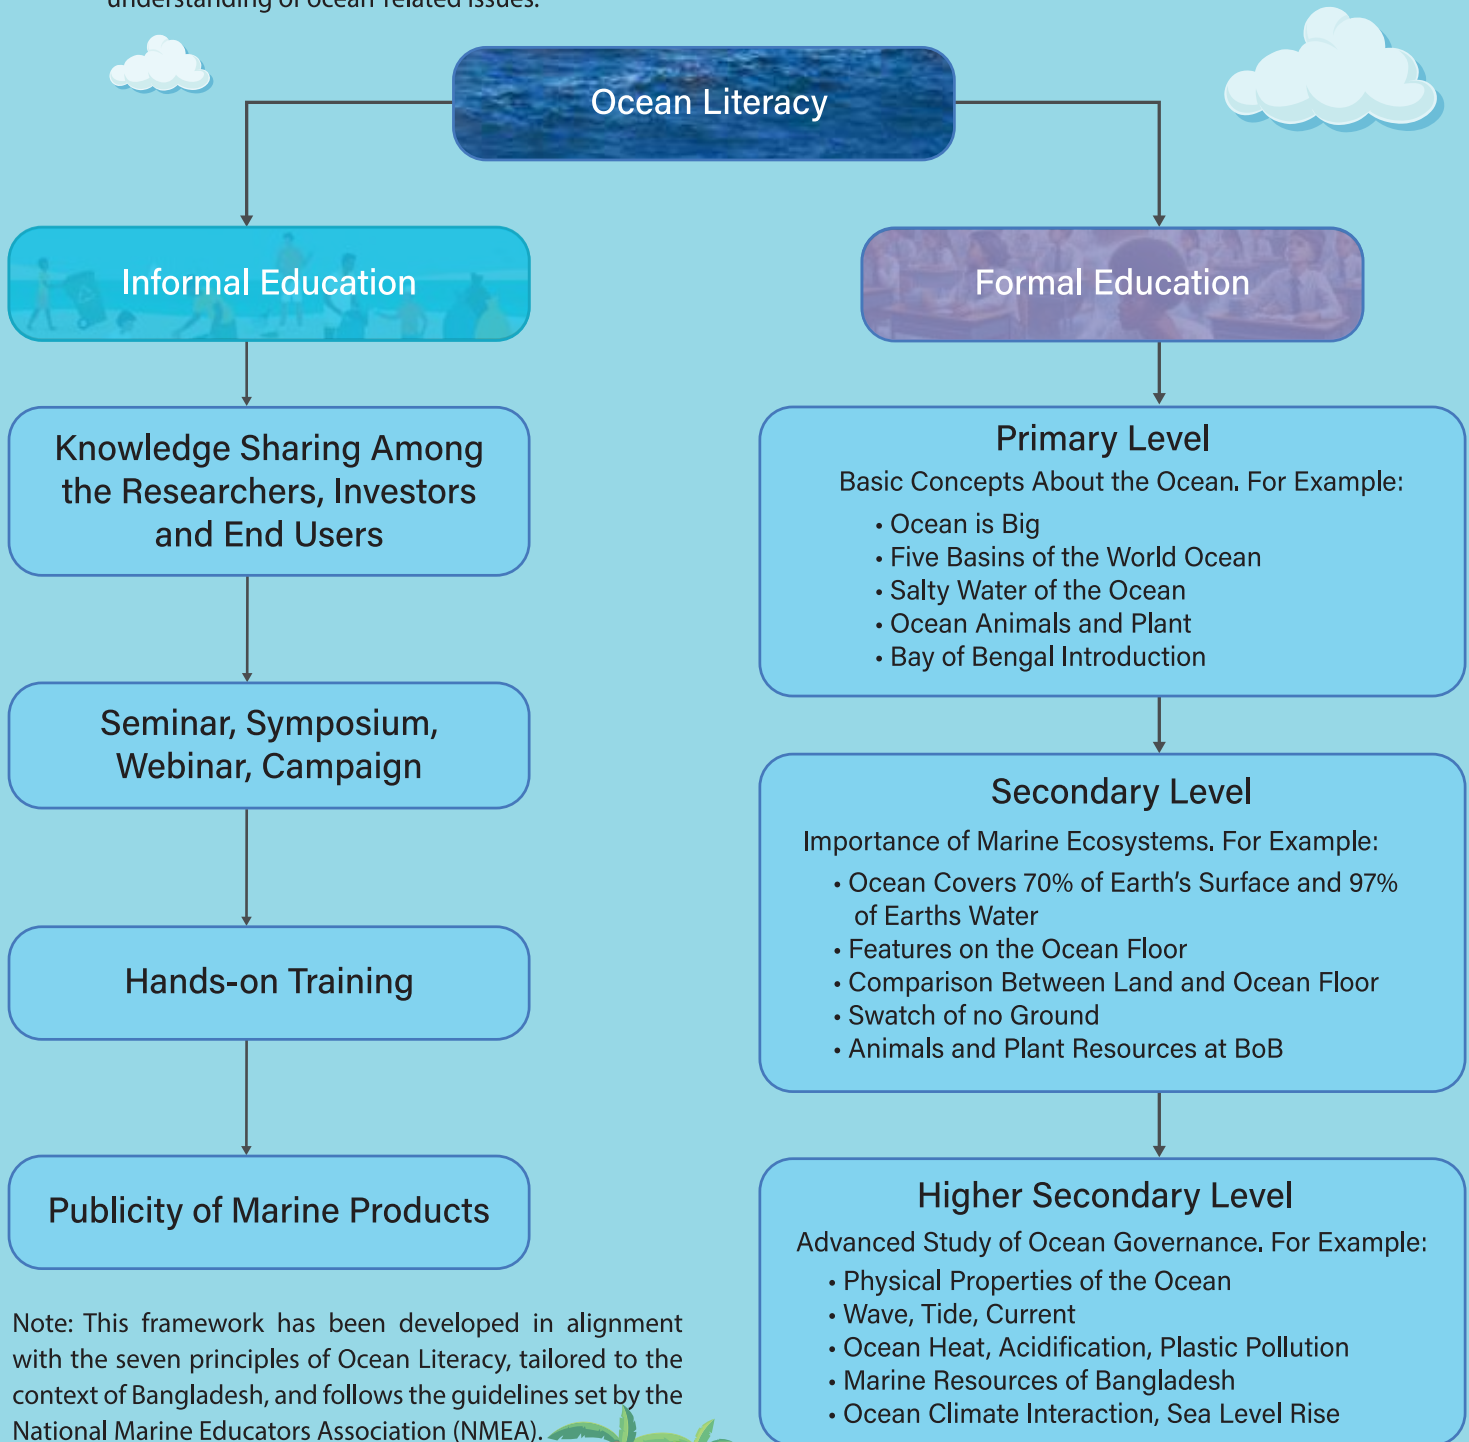 understanding of ocean-related issues.
Ocean Literacy
Informal Education
Formal Education
Knowledge Sharing Among
the Researchers, Investors
and End Users
Seminar, Symposium,
Webinar, Campaign
Hands-on Training
Publicity of Marine Products
Primary Level
Basic Concepts About the Ocean. For Example:
• Ocean is Big
• Five Basins of the World Ocean
• Salty Water of the Ocean
• Ocean Animals and Plant
• Bay of Bengal Introduction
Secondary Level
Importance of Marine Ecosystems. For Example:
• Ocean Covers 70% of Earth's Surface and 97%
of Earths Water
• Features on the Ocean Floor
• Comparison Between Land and Ocean Floor
• Swatch of no Ground
• Animals and Plant Resources at BoB
Higher Secondary Level
Advanced Study of Ocean Governance. For Example:
• Physical Properties of the Ocean
• Wave, Tide, Current
• Ocean Heat, Acidification, Plastic Pollution
• Marine Resources of Bangladesh
• Ocean Climate Interaction, Sea Level Rise
Note: This framework has been developed in alignment
with the seven principles of Ocean Literacy, tailored to the
context of Bangladesh, and follows the guidelines set by the
National Marine Educators Association (NMEA).